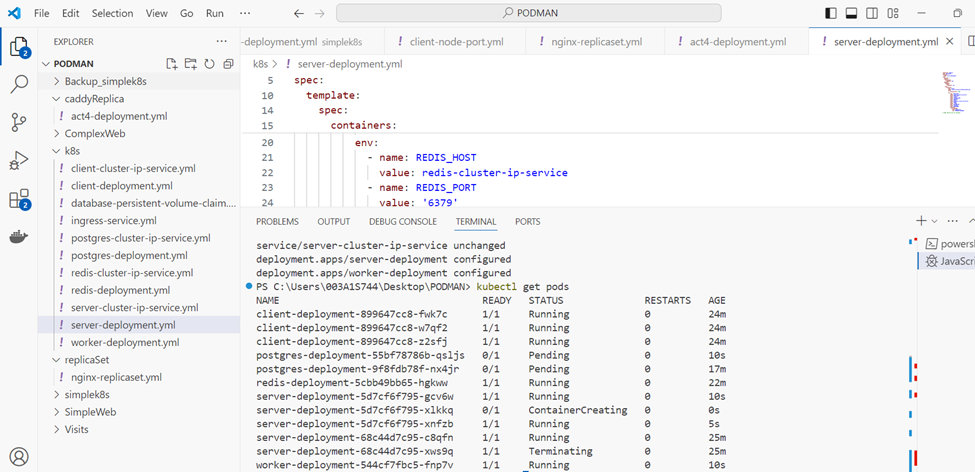 File Edit Selection View Go Run ··· PODMAN
EXPLORER ···
PODMAN
Backup_simplek8s
caddyReplica
act4-deployment.yml
ComplexWeb
k8s
client-cluster-ip-service.yml
client-deployment.yml
database-persistent-volume-claim....
ingress-service.yml
postgres-cluster-ip-service.yml
postgres-deployment.yml
redis-cluster-ip-service.yml
redis-deployment.yml
server-cluster-ip-service.yml
server-deployment.yml
worker-deployment.yml
replicaSet
nginx-replicaset.yml
simplek8s
SimpleWeb
Visits
2
2
-deployment.yml simplek8s client-node-port.yml nginx-replicaset.yml act4-deployment.yml server-deployment.yml
k8s > server-deployment.yml
5 spec:
10 template:
14 spec:
15 containers:
20 env:
21 - name: REDIS_HOST
22 value: redis-cluster-ip-service
23 - name: REDIS_PORT
24 value: '6379'
PROBLEMS OUTPUT DEBUG CONSOLE TERMINAL PORTS ···
service/server-cluster-ip-service unchanged
deployment.apps/server-deployment configured
deployment.apps/worker-deployment configured
PS C:\Users\003A1S744\Desktop\PODMAN> kubectl get pods
NAME READY STATUS RESTARTS AGE
client-deployment-899647cc8-fwk7c 1/1 Running 0 24m
client-deployment-899647cc8-w7qf2 1/1 Running 0 24m
client-deployment-899647cc8-z2sfj 1/1 Running 0 24m
postgres-deployment-55bf78786b-qsljs 0/1 Pending 0 10s
postgres-deployment-9f8fdb78f-nx4jr 0/1 Pending 0 17m
redis-deployment-5cbb49bb65-hgkww 1/1 Running 0 22m
server-deployment-5d7cf6f795-gcv6w 1/1 Running 0 10s
server-deployment-5d7cf6f795-xlkkq 0/1 ContainerCreating 0 0s
server-deployment-5d7cf6f795-xnfzb 1/1 Running 0 5s
server-deployment-68c44d7c95-c8qfn 1/1 Running 0 25m
server-deployment-68c44d7c95-xws9q 1/1 Terminating 0 25m
worker-deployment-544cf7fbc5-fnp7v 1/1 Running 0 10s
powersh
JavaScri